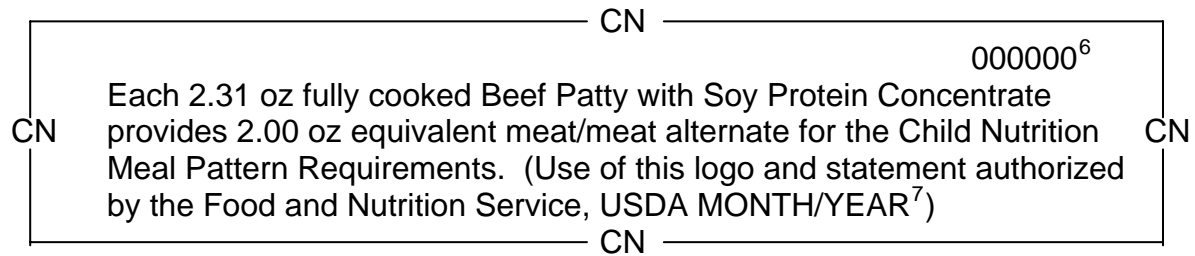 CN
000000⁶
Each 2.31 oz fully cooked Beef Patty with Soy Protein Concentrate
CN provides 2.00 oz equivalent meat/meat alternate for the Child Nutrition CN
Meal Pattern Requirements. (Use of this logo and statement authorized
by the Food and Nutrition Service, USDA MONTH/YEAR⁷)
CN